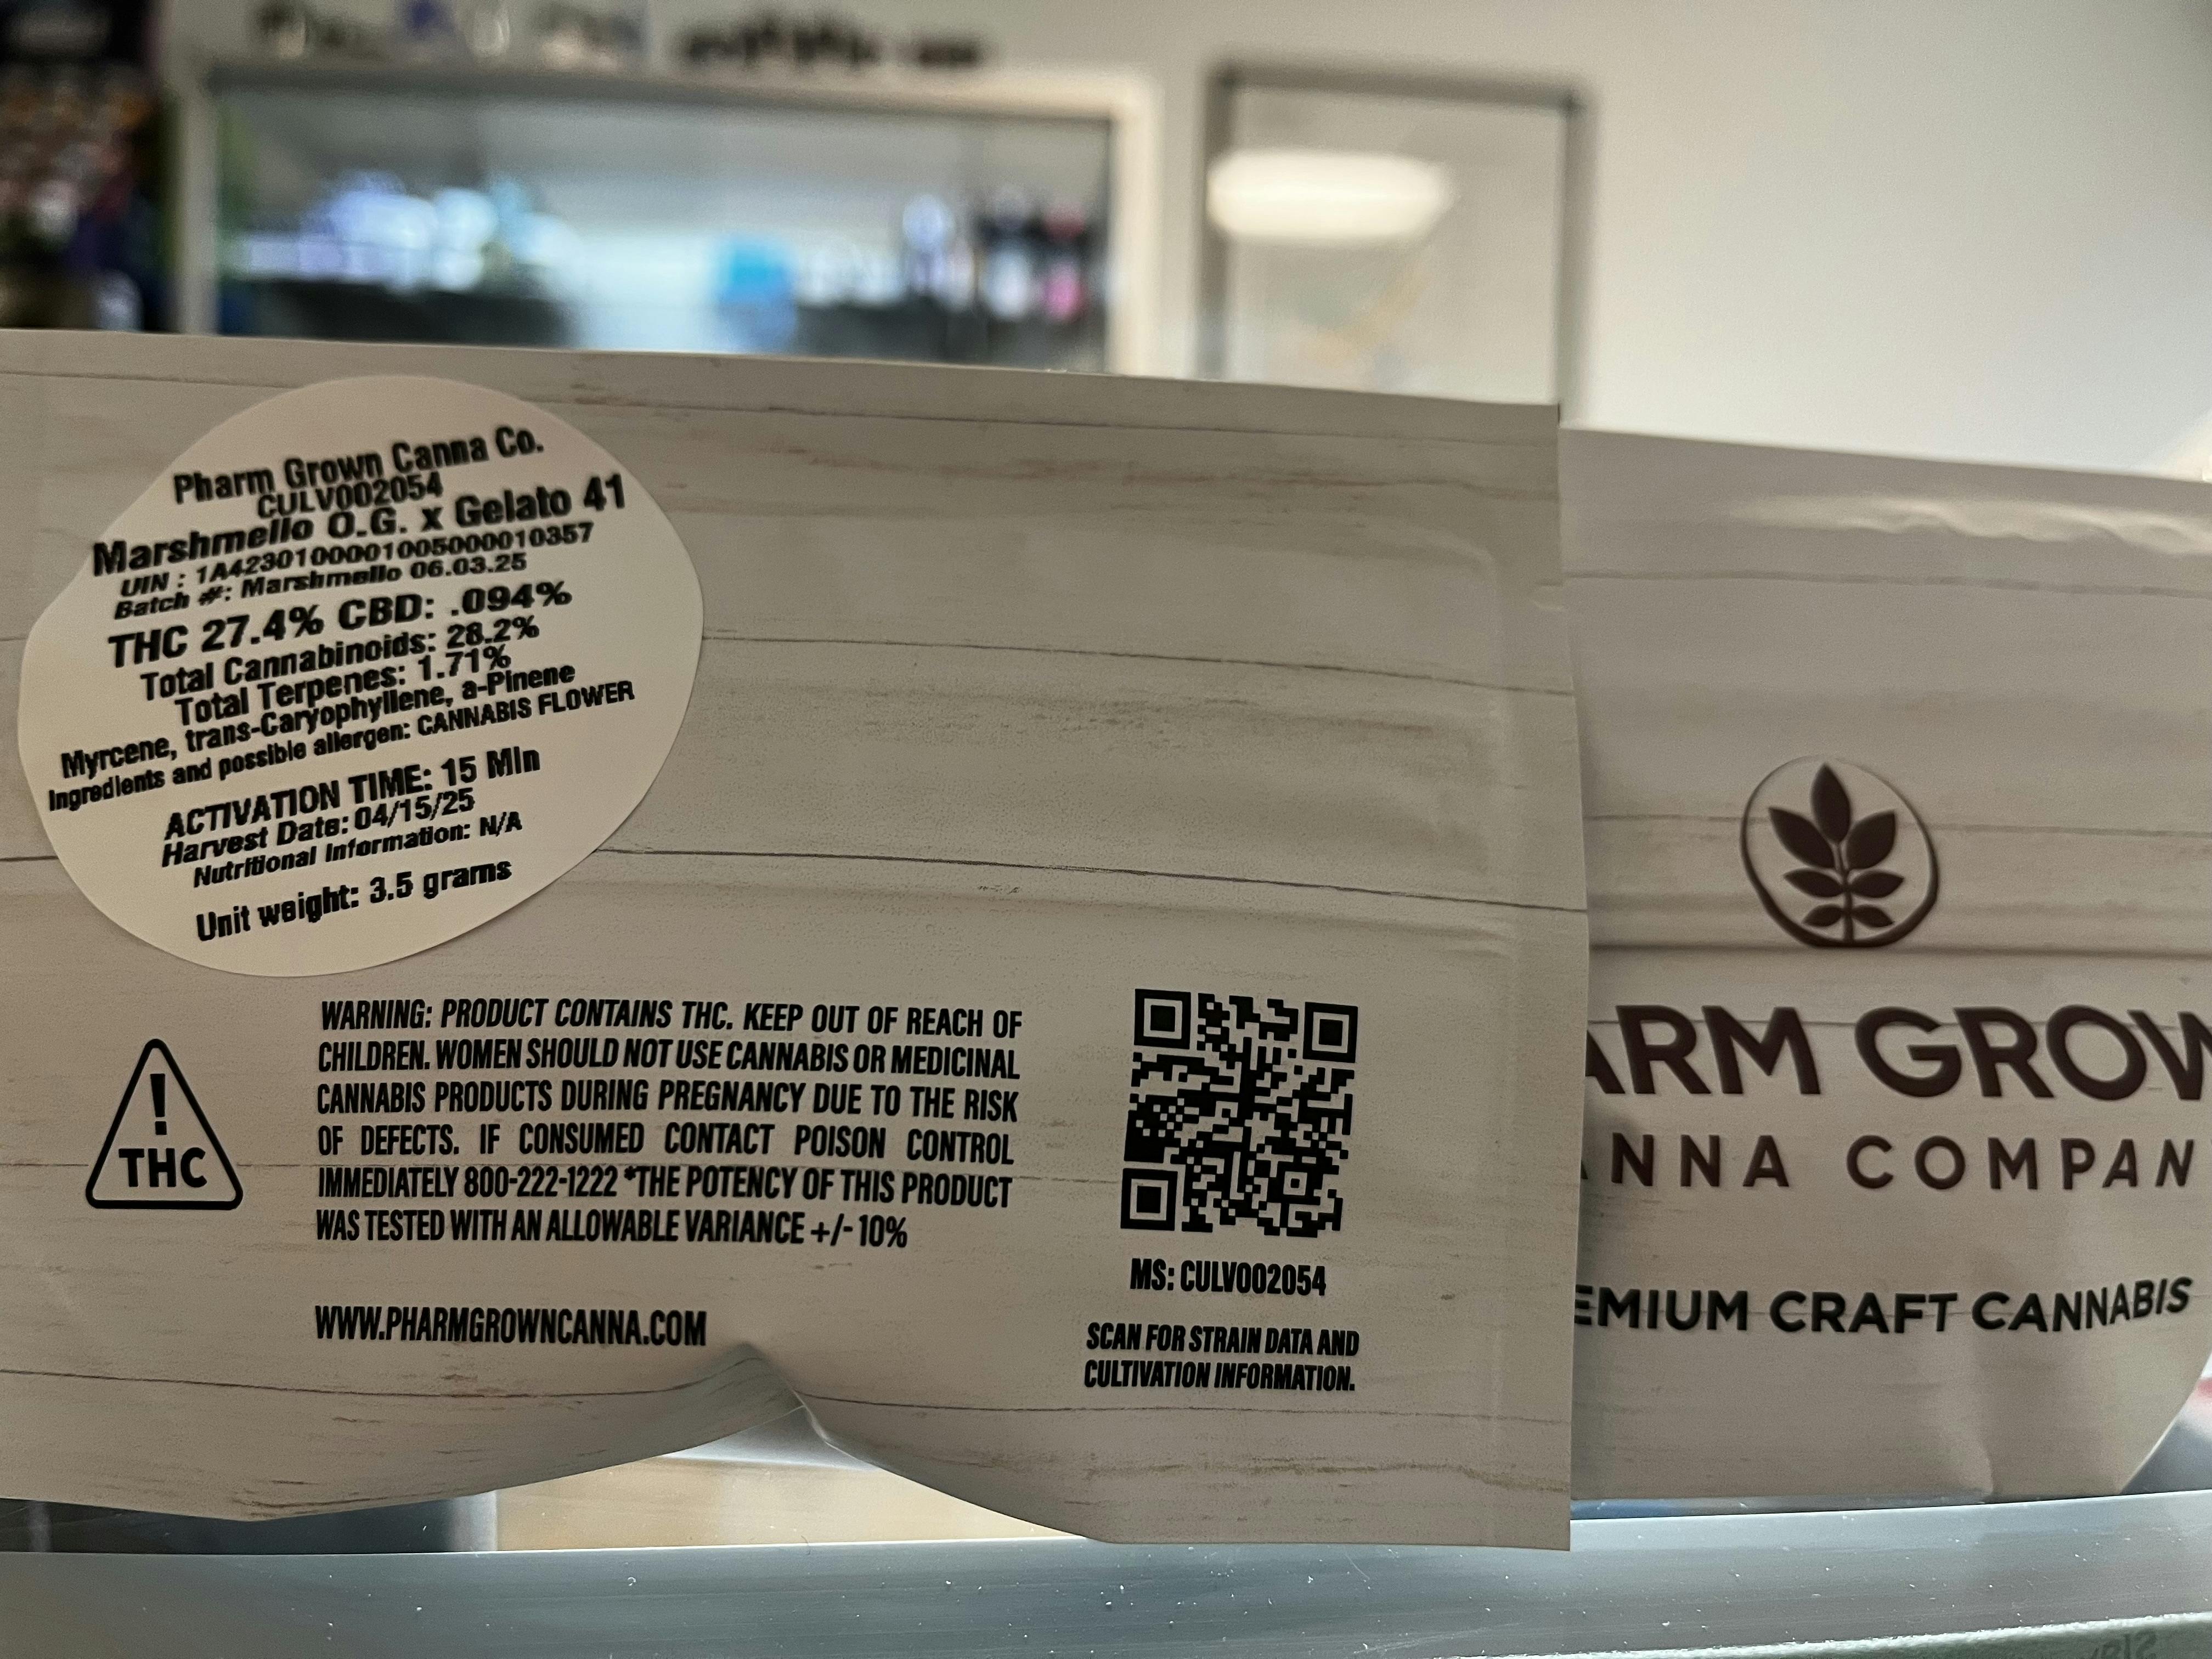 Pharm Grown Canna Co.
CULV002054
Marshmello O.G. x Gelato 41
UIN : 1A4230100001005000010357
Batch #: Marshmello 06.03.25
THC 27.4% CBD: .094%
Total Cannabinoids: 28.2%
Total Terpenes: 1.71%
Myrcene, trans-Caryophyllene, a-Pinene
Ingredients and possible allergen: CANNABIS FLOWER
ACTIVATION TIME: 15 MIn
Harvest Date: 04/15/25
Nutritional Information: N/A
Unit weight: 3.5 grams
! THC
WARNING: PRODUCT CONTAINS THC. KEEP OUT OF REACH OF
CHILDREN. WOMEN SHOULD NOT USE CANNABIS OR MEDICINAL
CANNABIS PRODUCTS DURING PREGNANCY DUE TO THE RISK
OF DEFECTS. IF CONSUMED CONTACT POISON CONTROL
IMMEDIATELY 800-222-1222 *THE POTENCY OF THIS PRODUCT
WAS TESTED WITH AN ALLOWABLE VARIANCE +/- 10%
WWW.PHARMGROWNCANNA.COM
MS: CULV002054
SCAN FOR STRAIN DATA AND
CULTIVATION INFORMATION.
ARM GROW
ANNA COMPAN
EMIUM CRAFT CANNABIS